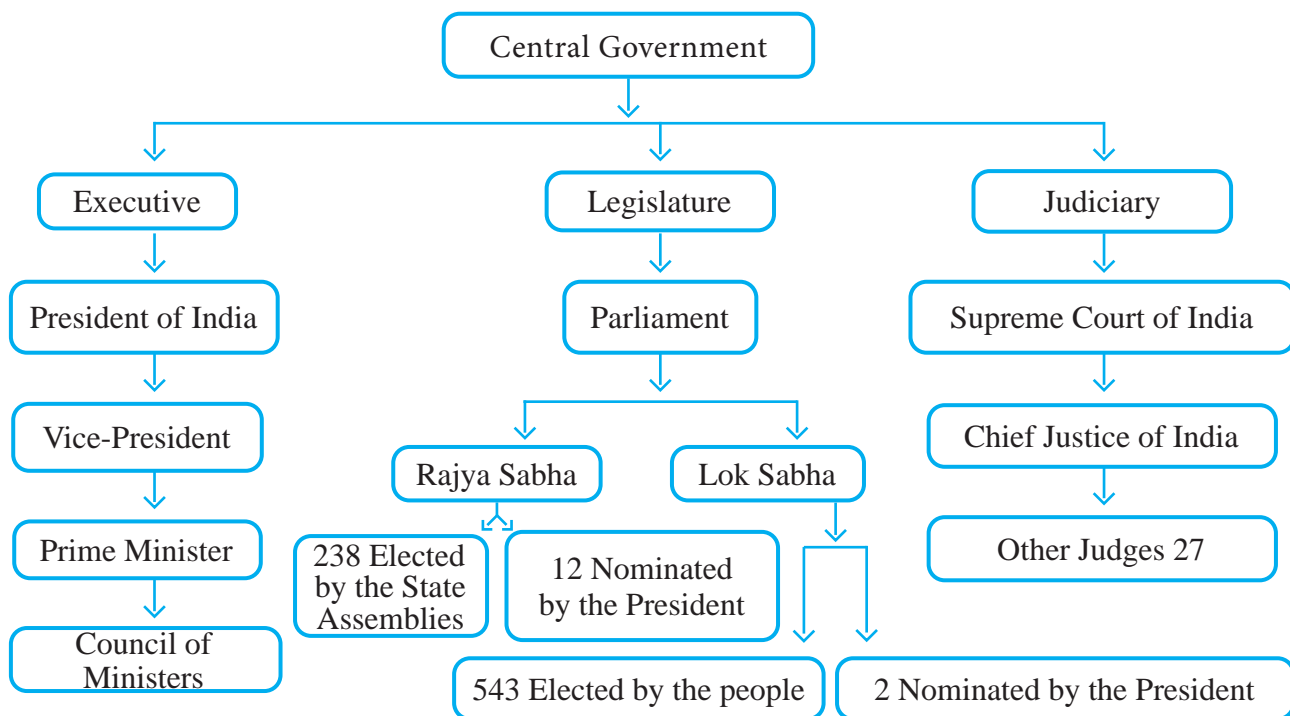 Central Government
Executive
Legislature
Judiciary
President of India
Parliament
Supreme Court of India
Vice-President
Rajya Sabha
Lok Sabha
Chief Justice of India
Prime Minister
238 Elected
by the State
Assemblies
12 Nominated
by the President
Other Judges 27
Council of
Ministers
543 Elected by the people
2 Nominated by the President